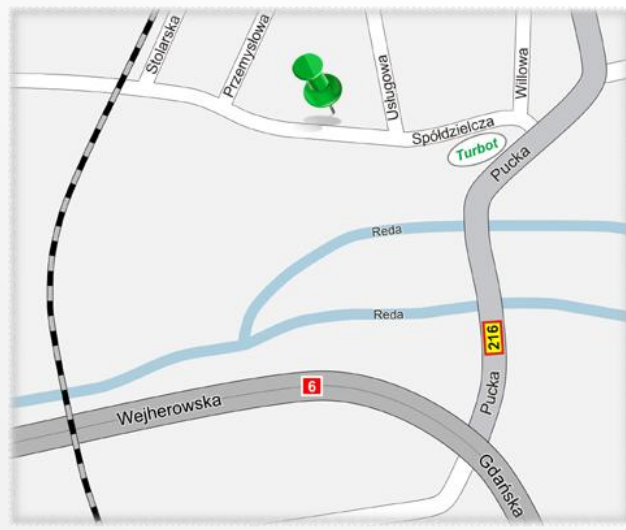 Stolarska
Przemysłowa
Usługowa
Willowa
Spółdzielcza
Turbot
Pucka
Reda
Reda
216
Pucka
6
Wejherowska
Gdańska